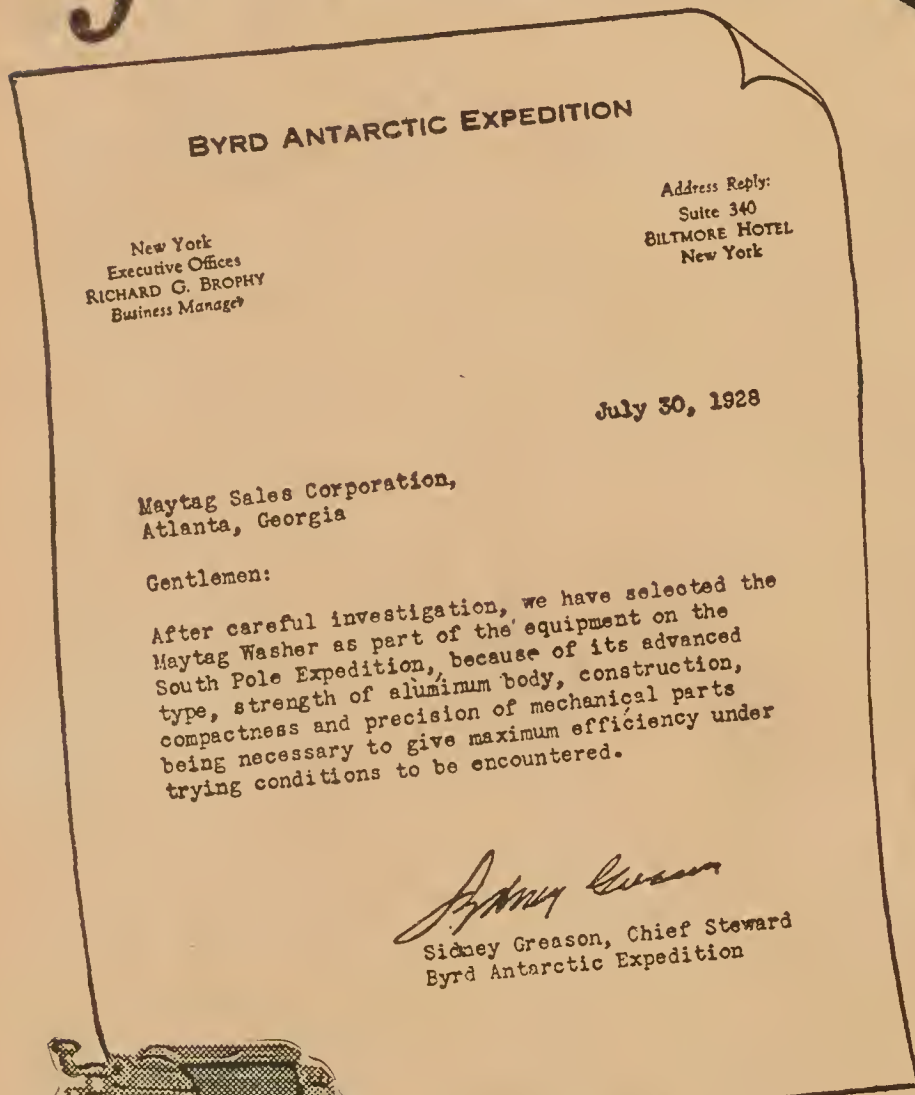 BYRD ANTARCTIC EXPEDITION
New York
Executive Offices
RICHARD G. BROPHY
Business Manager
Address Reply:
Suite 340
BILTMORE HOTEL
New York
July 30, 1928
Maytag Sales Corporation,
Atlanta, Georgia
Gentlemen:
After careful investigation, we have selected the
Maytag Washer as part of the equipment on the
South Pole Expedition, because of its advanced
type, strength of aluminum body, construction,
compactness and precision of mechanical parts
being necessary to give maximum efficiency under
trying conditions to be encountered.
Sydney Greason
Sidney Greason, Chief Steward
Byrd Antarctic Expedition